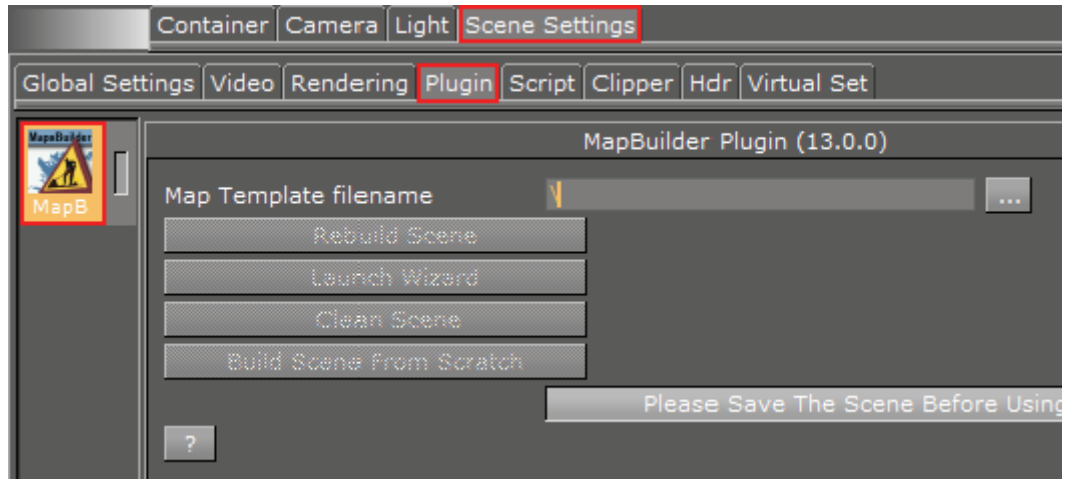 Container Camera Light Scene Settings
Global Settings Video Rendering Plugin Script Clipper Hdr Virtual Set
MapsBuilder
MapB
MapBuilder Plugin (13.0.0)
Map Template filename \ ...
Rebuild Scene
Launch Wizard
Clean Scene
Build Scene From Scratch
Please Save The Scene Before Using
?